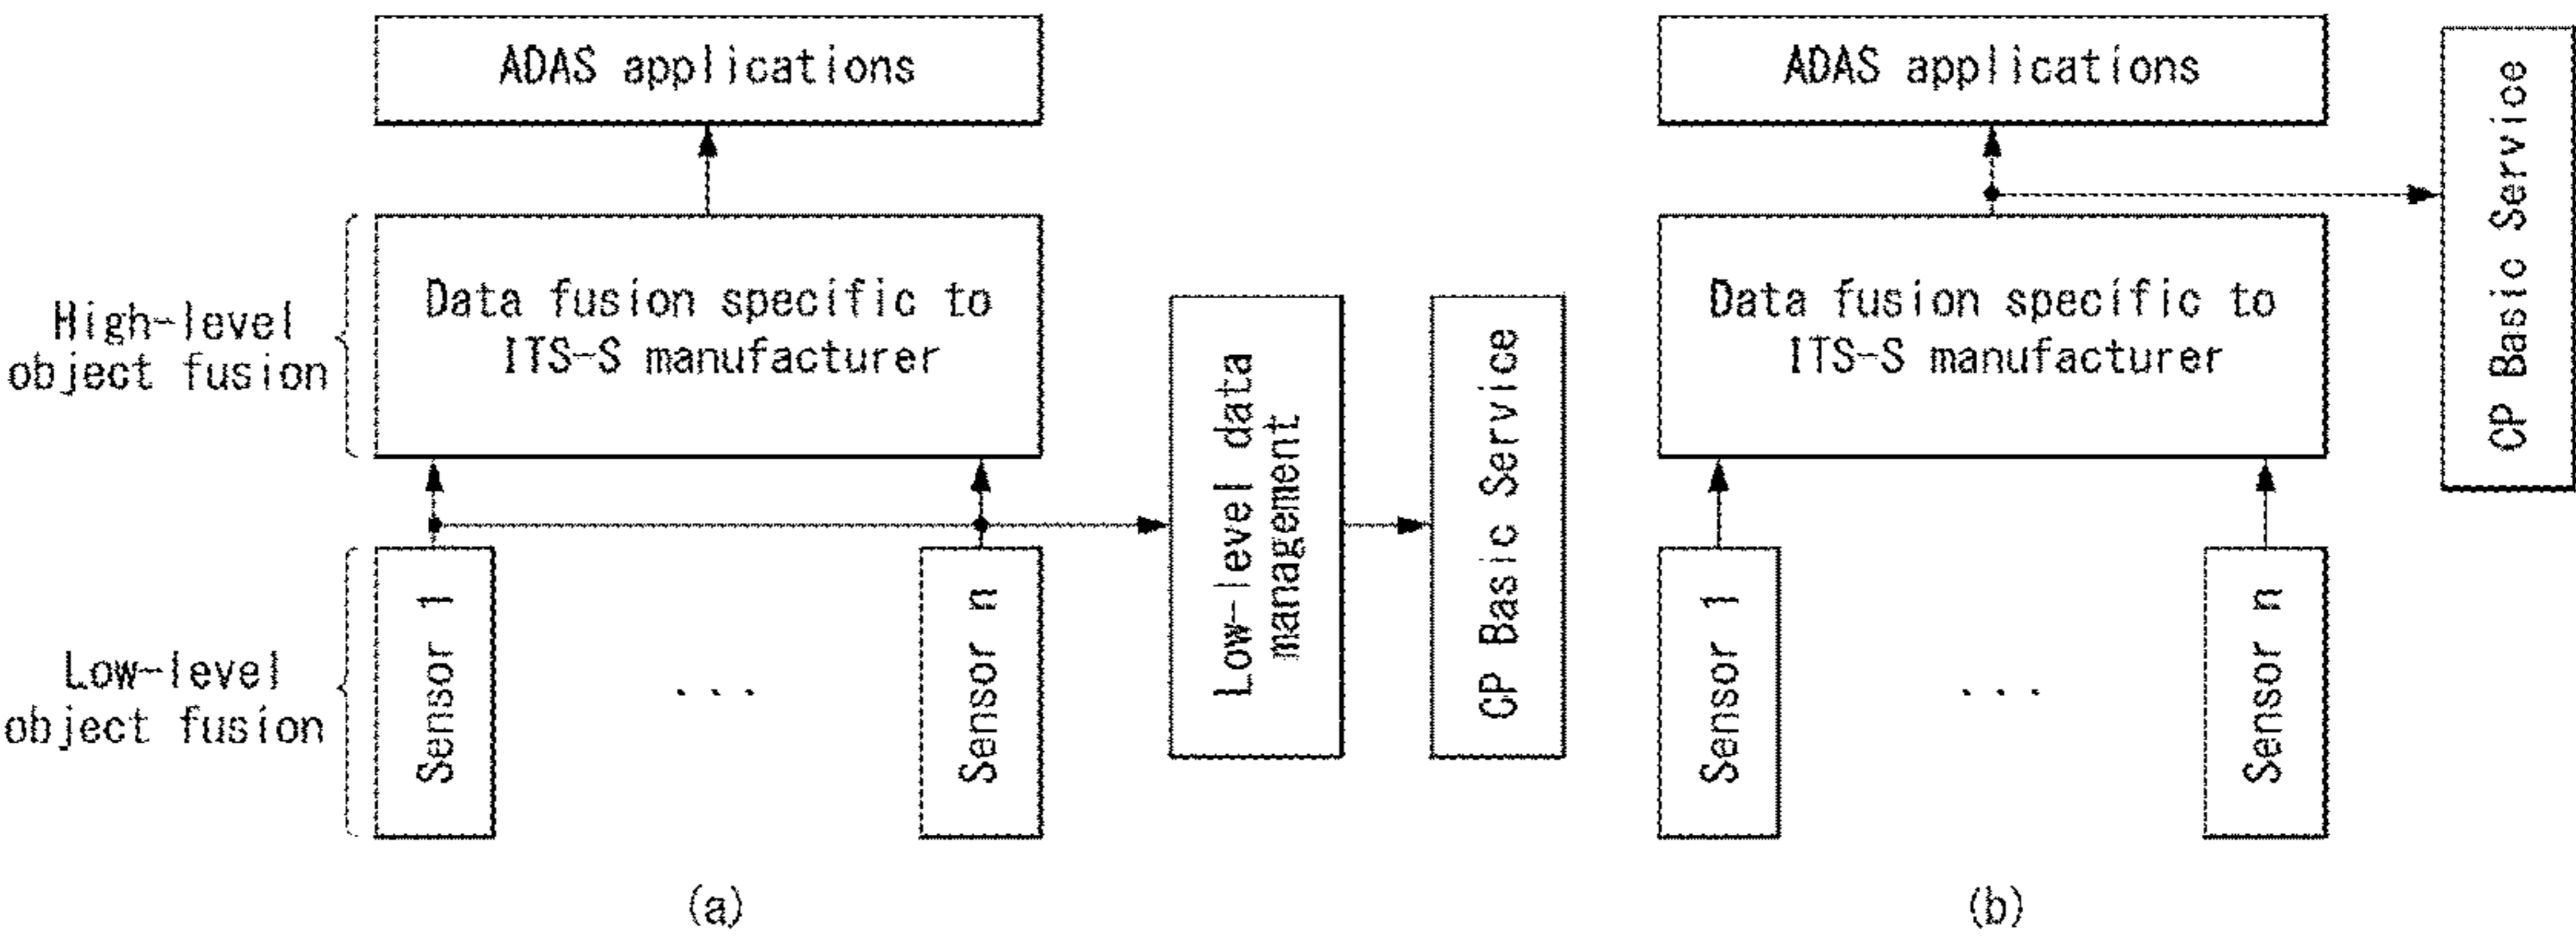 ADAS applications
High-level
object fusion
Data fusion specific to
ITS-S manufacturer
Low-level
object fusion
Sensor 1
...
Sensor n
Low-level data
management
CP Basic Service
(a)
ADAS applications
Data fusion specific to
ITS-S manufacturer
CP Basic Service
Sensor 1
...
Sensor n
(b)